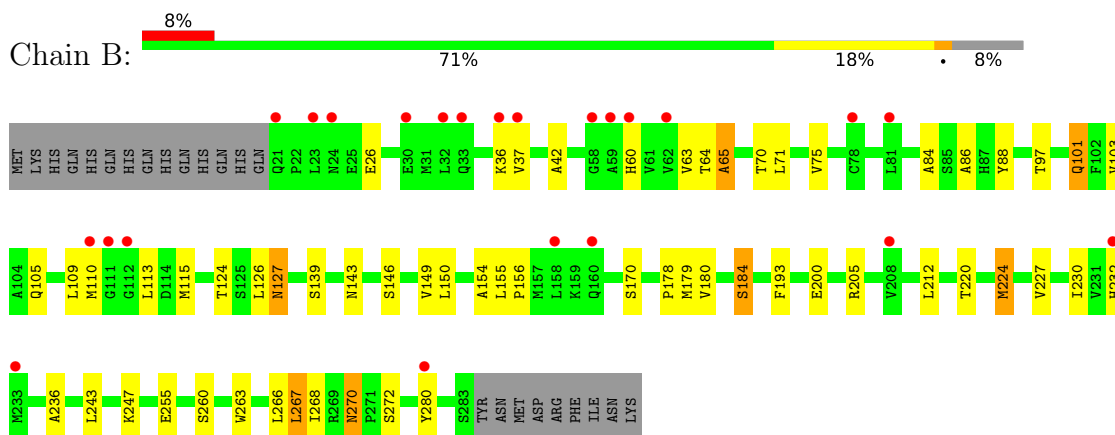 8%
Chain B:
71% 18% • 8%
MET LYS HIS GLN HIS GLN HIS GLN HIS GLN HIS GLN HIS GLN Q21 P22 L23 N24 E25 E26 E30 M31 L32 Q33 K36 V37 A42 G58 A59 H60 V61 V62 V63 T64 A65 T70 L71 V75 C78 L81 A84 S85 A86 H87 Y88 T97 Q101 F102 V103
A104 Q105 L109 M110 G111 G112 L113 D114 M115 T124 S125 L126 N127 S139 N143 S146 V149 L150 A154 L155 P156 M157 L158 K159 Q160 S170 P178 M179 V180 S184 F193 E200 R205 V208 L212 T220 M224 V227 I230 V231 H232
M233 A236 L243 K247 E255 S260 W263 L266 L267 I268 R269 N270 P271 S272 Y280 S283 TYR ASN MET ASP ARG PHE ILE ASN LYS